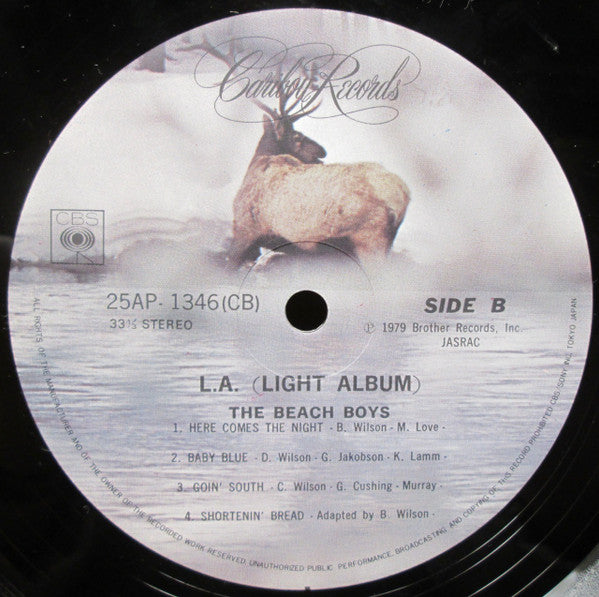 Caribou Records
CBS
25AP-1346(CB)
33⅓ STEREO
SIDE B
℗ 1979 Brother Records, Inc.
JASRAC
L.A. (LIGHT ALBUM)
THE BEACH BOYS
1. HERE COMES THE NIGHT - B. Wilson - M. Love -
2. BABY BLUE - D. Wilson - G. Jakobson - K. Lamm -
3. GOIN' SOUTH - C. Wilson - G. Cushing - Murray -
4. SHORTENIN' BREAD - Adapted by B. Wilson -
ALL RIGHTS OF THE MANUFACTURER AND OF THE OWNER OF THE RECORDED WORK RESERVED. UNAUTHORIZED PUBLIC PERFORMANCE, BROADCASTING AND COPYING OF THIS RECORD PROHIBITED CBS/SONY INC. TOKYO JAPAN